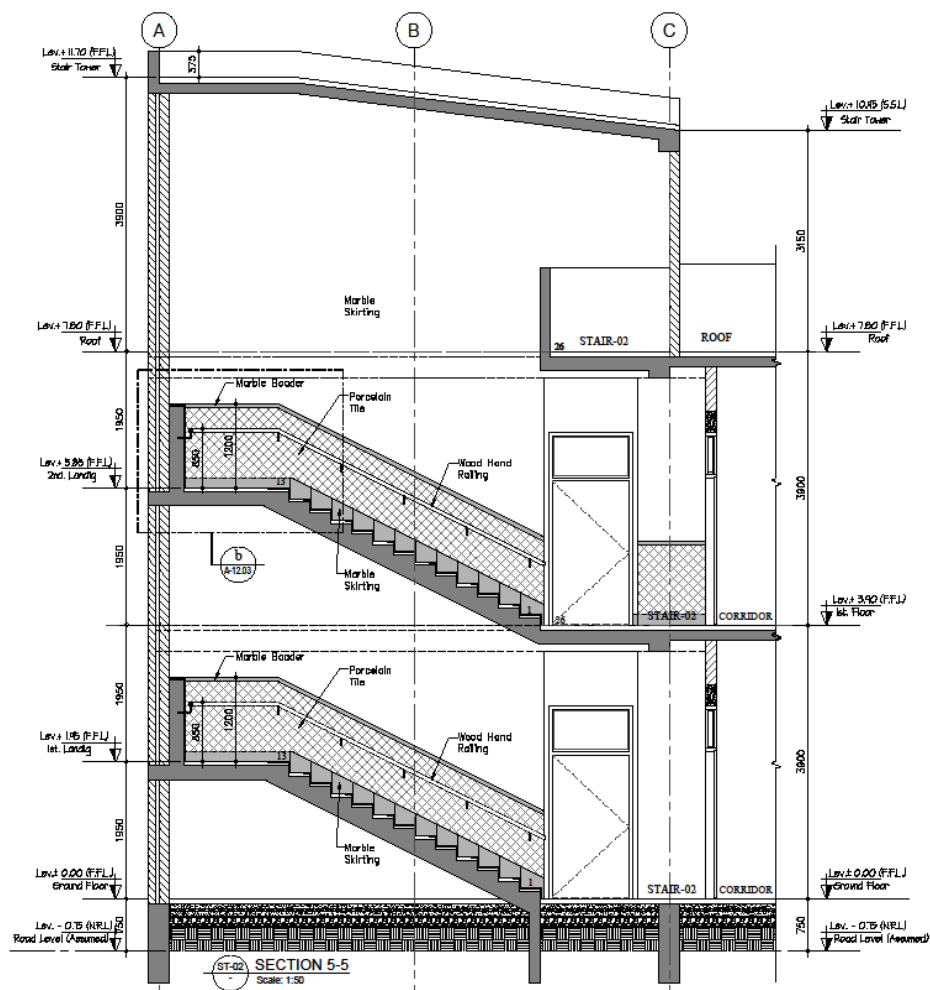 A
B
C
Lev.+ 11.70 (F.F.L)
Stair Tower
375
Lev.+ 10.95 (S.S.L)
Stair Tower
3900
3150
Marble
Skirting
Lev.+ 7.80 (F.F.L)
Roof
26
STAIR-02
ROOF
Lev.+ 7.80 (F.F.L)
Roof
Marble Boader
Porcelain
Tile
1950
850
1200
Wood Hand
Railing
3900
Lev.+ 5.85 (F.F.L)
2nd. Landig
13
b
A-12.03
Marble
Skirting
1950
1
26
STAIR-02
CORRIDOR
Lev.+ 3.90 (F.F.L)
1st. Floor
Marble Boader
Porcelain
Tile
1950
850
1200
Wood Hand
Railing
3900
Lev.+ 1.95 (F.F.L)
1st. Landig
13
Marble
Skirting
1950
1
Lev.± 0.00 (F.F.L)
Ground Floor
STAIR-02
CORRIDOR
Lev.± 0.00 (F.F.L)
Ground Floor
750
750
Lev. - 0.75 (N.R.L)
Road Level (Assumed)
Lev. - 0.75 (N.R.L)
Road Level (Assumed)
ST-02
-
SECTION 5-5
Scale: 1:50